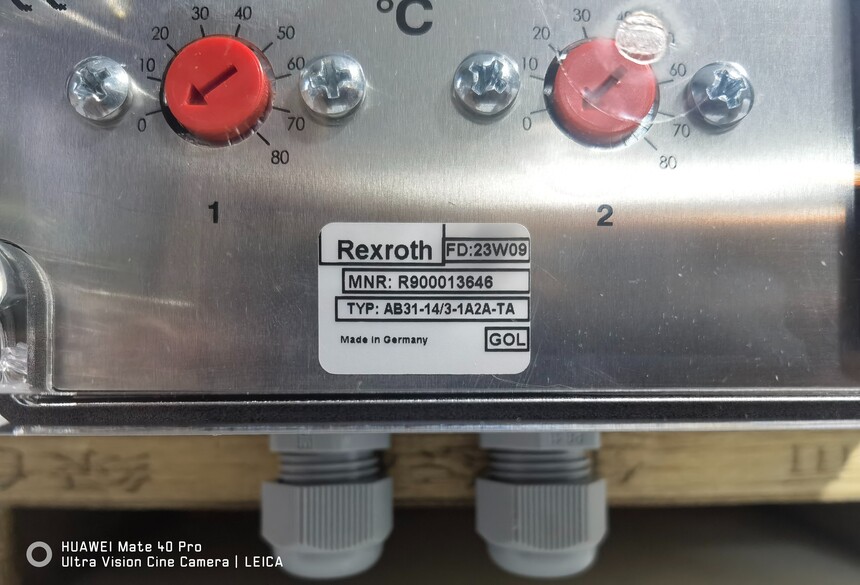 °C
0 10 20 30 40 50 60 70 80
0 10 20 30 40 60 70 80
1
2
Rexroth FD:23W09
MNR: R900013646
TYP: AB31-14/3-1A2A-TA
Made in Germany GOL
HUAWEI Mate 40 Pro
Ultra Vision Cine Camera | LEICA